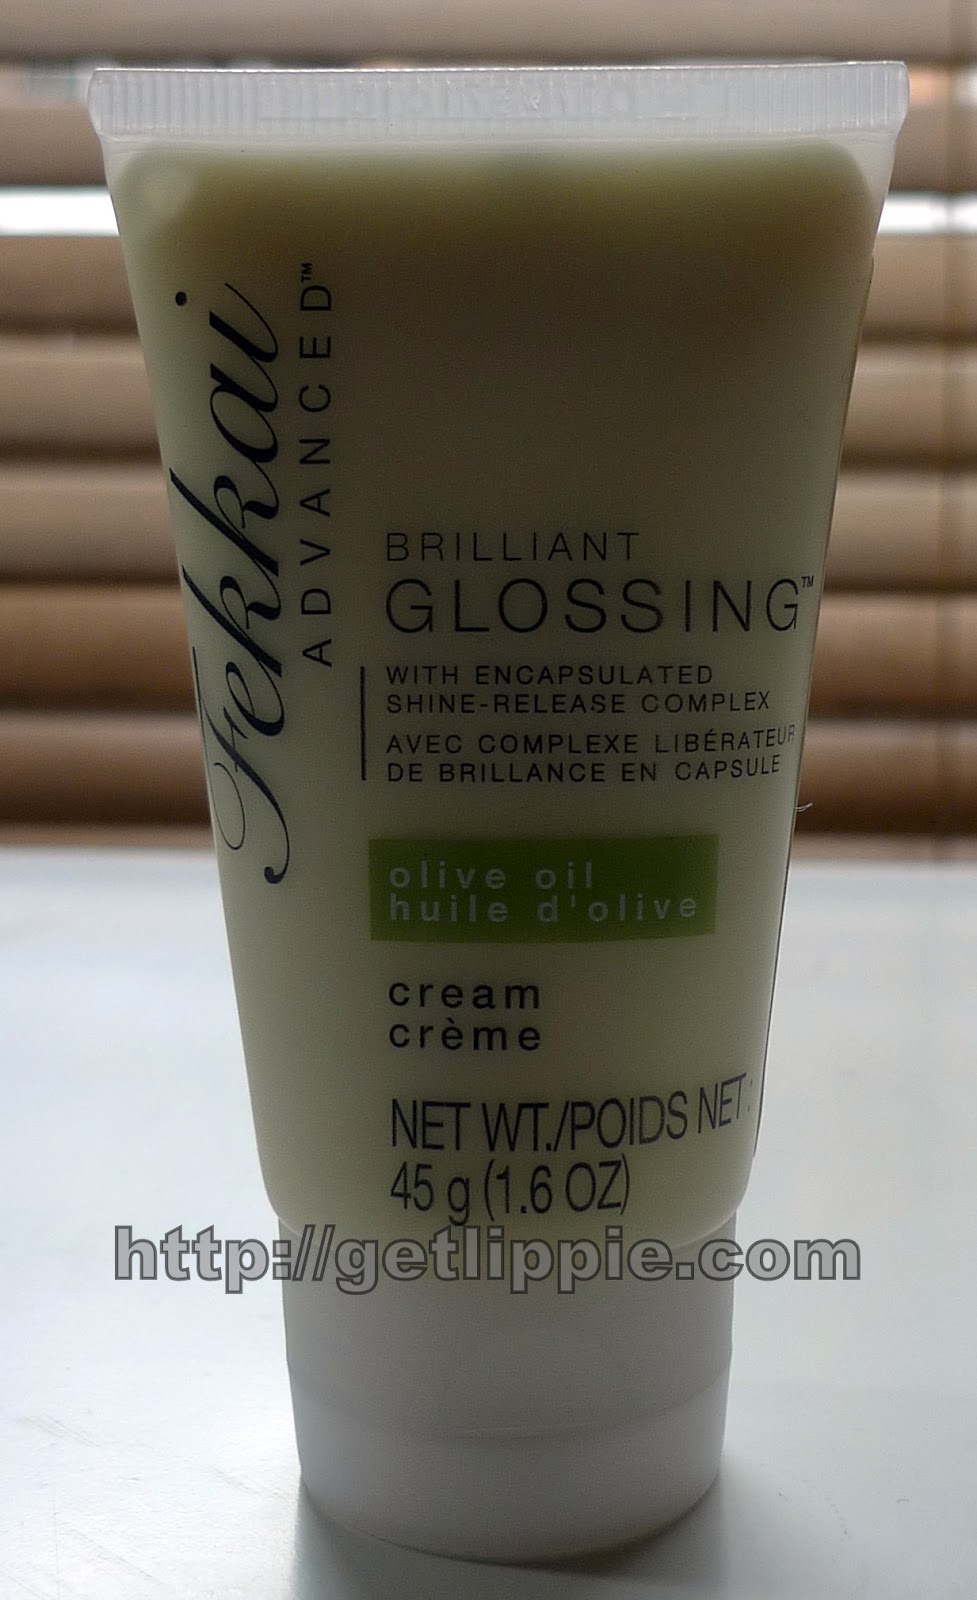 Fekkai
ADVANCED™
BRILLIANT
GLOSSING™
WITH ENCAPSULATED
SHINE-RELEASE COMPLEX
AVEC COMPLEXE LIBÉRATEUR
DE BRILLANCE EN CAPSULE
olive oil
huile d'olive
cream
crème
NET WT./POIDS NET:
45 g (1.6 OZ)
http://getlippie.com